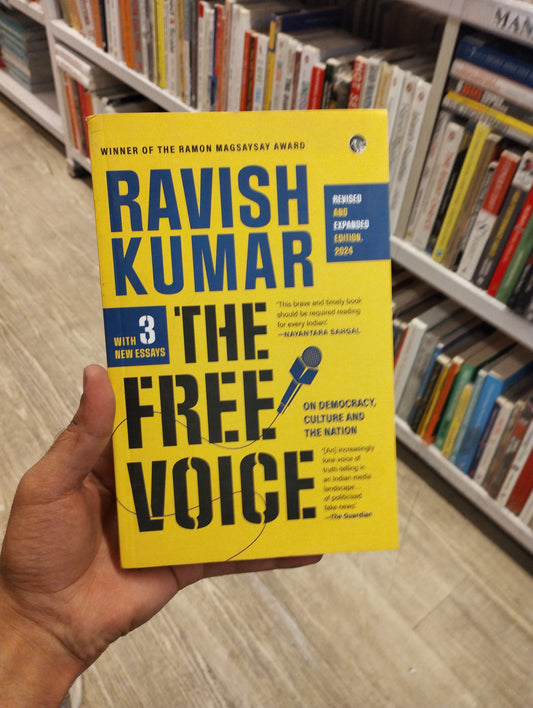 WINNER OF THE RAMON MAGSAYSAY AWARD
RAVISH
KUMAR
REVISED
AND
EXPANDED
EDITION,
2024
WITH 3
NEW ESSAYS
THE
FREE
VOICE
'This brave and timely book
should be required reading
for every Indian'
—NAYANTARA SAHGAL
ON DEMOCRACY,
CULTURE AND
THE NATION
'[An] increasingly
lone voice of
truth-telling in
an Indian media
landscape...
of politicised
fake news'
—The Guardian
MAN